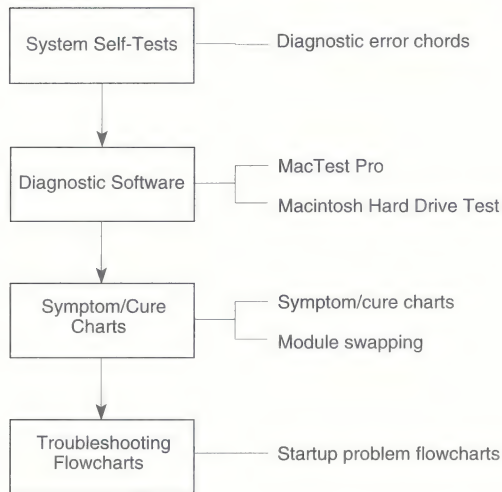 System Self-Tests
Diagnostic error chords
Diagnostic Software
MacTest Pro
Macintosh Hard Drive Test
Symptom/Cure
Charts
Symptom/cure charts
Module swapping
Troubleshooting
Flowcharts
Startup problem flowcharts